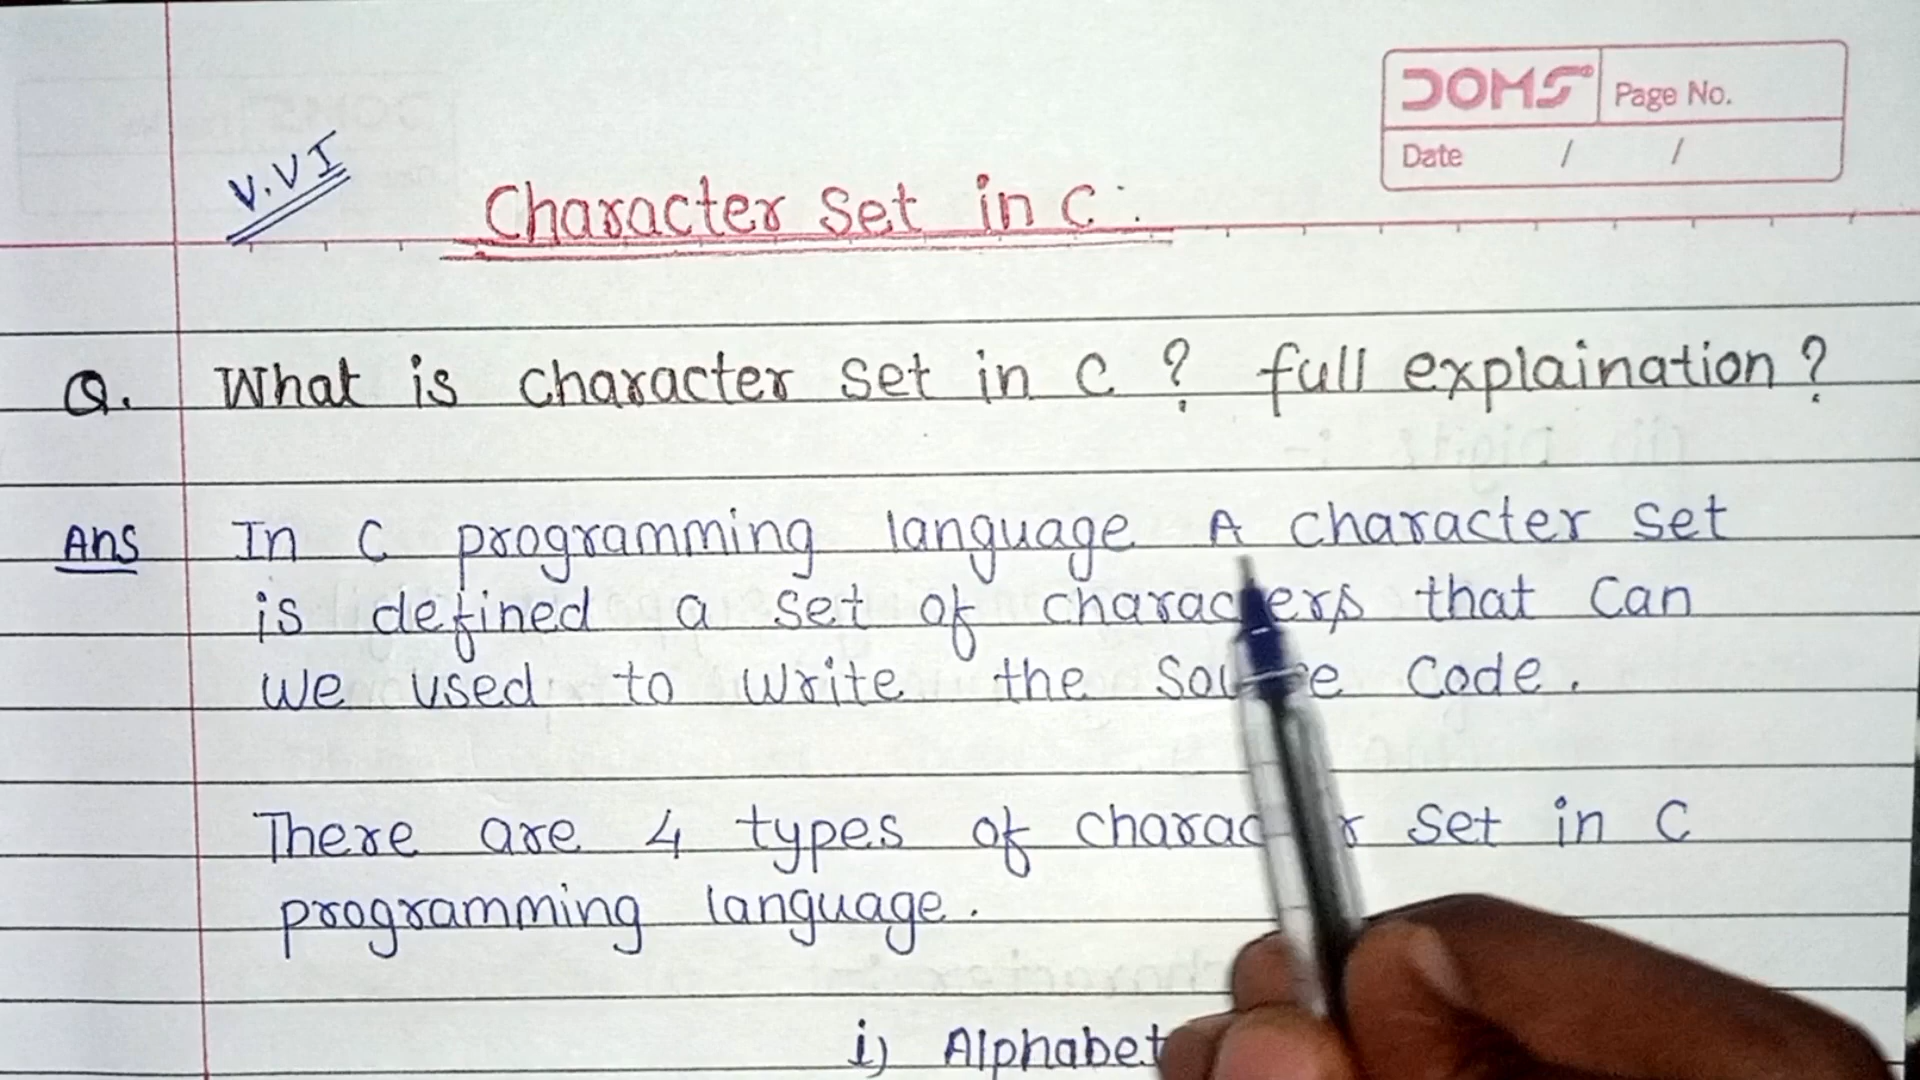 DOMS Page No.
Date / /
V.VI
Character Set in C:
Q. What is character set in C? full explaination?
Ans In C programming language A character set
is defined a set of characters that can
we used to write the Source Code.
There are 4 types of character set in C
programming language.
i) Alphabet